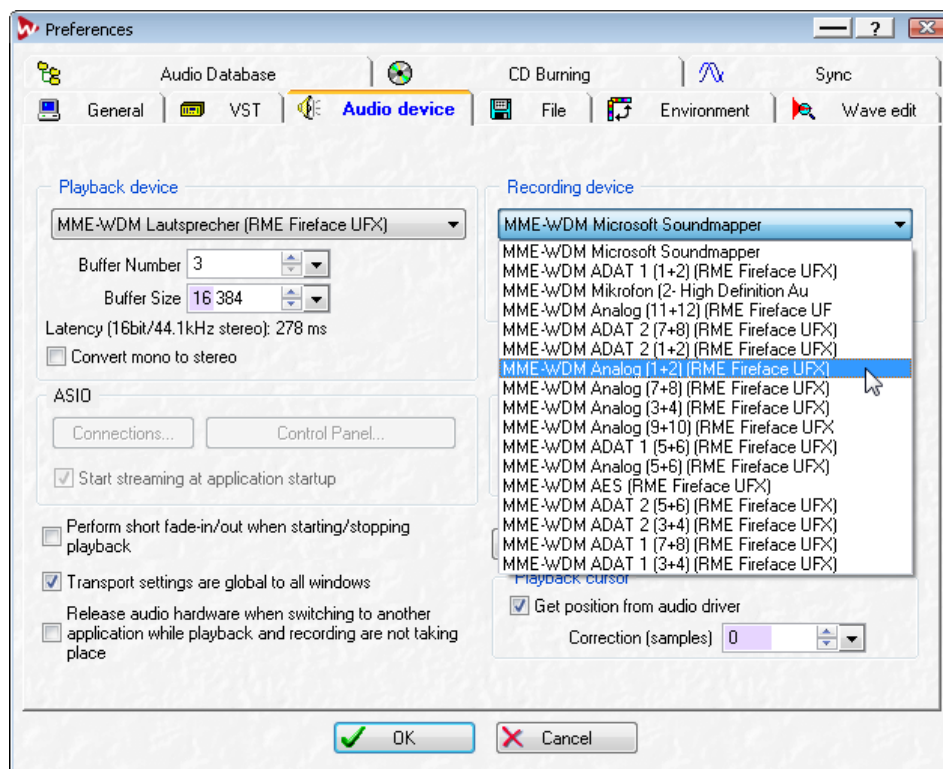 Preferences
?
Audio Database
CD Burning
Sync
General
VST
Audio device
File
Environment
Wave edit
Playback device
MME-WDM Lautsprecher (RME Fireface UFX)
Buffer Number 3
Buffer Size 16 384
Latency (16bit/44.1kHz stereo): 278 ms
Convert mono to stereo
ASIO
Connections...
Control Panel...
Start streaming at application startup
Perform short fade-in/out when starting/stopping
playback
Transport settings are global to all windows
Release audio hardware when switching to another
application while playback and recording are not taking
place
Recording device
MME-WDM Microsoft Soundmapper
MME-WDM Microsoft Soundmapper
MME-WDM ADAT 1 (1+2) (RME Fireface UFX)
MME-WDM Mikrofon (2- High Definition Au
MME-WDM Analog (11+12) (RME Fireface UF
MME-WDM ADAT 2 (7+8) (RME Fireface UFX)
MME-WDM ADAT 2 (1+2) (RME Fireface UFX)
MME-WDM Analog (1+2) (RME Fireface UFX)
MME-WDM Analog (7+8) (RME Fireface UFX)
MME-WDM Analog (3+4) (RME Fireface UFX)
MME-WDM Analog (9+10) (RME Fireface UFX
MME-WDM ADAT 1 (5+6) (RME Fireface UFX)
MME-WDM Analog (5+6) (RME Fireface UFX)
MME-WDM AES (RME Fireface UFX)
MME-WDM ADAT 2 (5+6) (RME Fireface UFX)
MME-WDM ADAT 2 (3+4) (RME Fireface UFX)
MME-WDM ADAT 1 (7+8) (RME Fireface UFX)
MME-WDM ADAT 1 (3+4) (RME Fireface UFX)
Playback cursor
Get position from audio driver
Correction (samples) 0
OK
Cancel